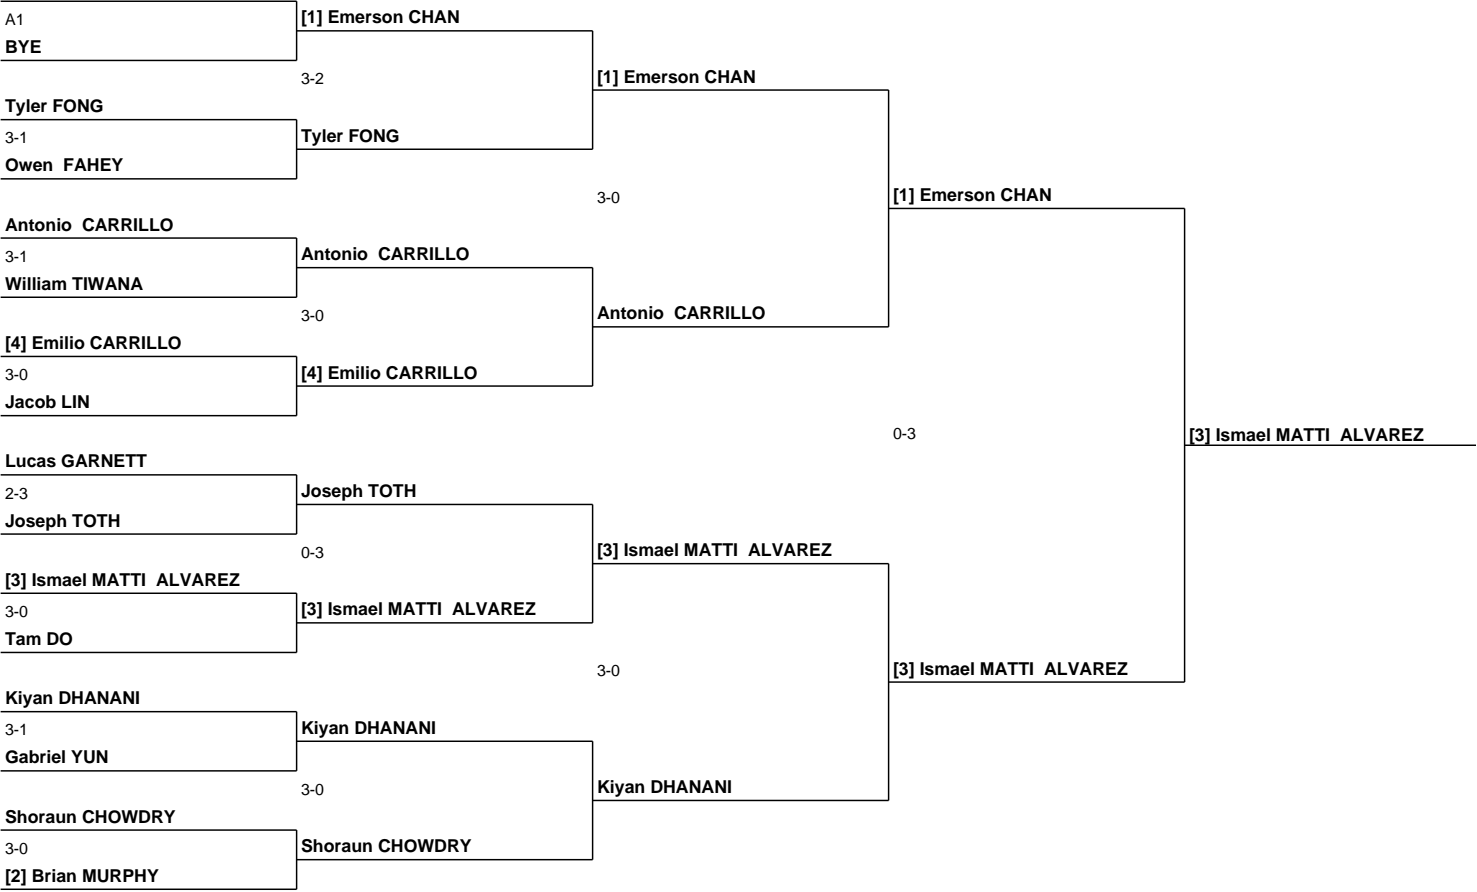 A1
BYE
Tyler FONG
3-1
Owen FAHEY
Antonio CARRILLO
3-1
William TIWANA
[4] Emilio CARRILLO
3-0
Jacob LIN
Lucas GARNETT
2-3
Joseph TOTH
[3] Ismael MATTI ALVAREZ
3-0
Tam DO
Kiyan DHANANI
3-1
Gabriel YUN
Shoraun CHOWDRY
3-0
[2] Brian MURPHY
[1] Emerson CHAN
3-2
Tyler FONG
Antonio CARRILLO
3-0
[4] Emilio CARRILLO
Joseph TOTH
0-3
[3] Ismael MATTI ALVAREZ
Kiyan DHANANI
3-0
Shoraun CHOWDRY
[1] Emerson CHAN
3-0
Antonio CARRILLO
[3] Ismael MATTI ALVAREZ
3-0
Kiyan DHANANI
[1] Emerson CHAN
0-3
[3] Ismael MATTI ALVAREZ
[3] Ismael MATTI ALVAREZ